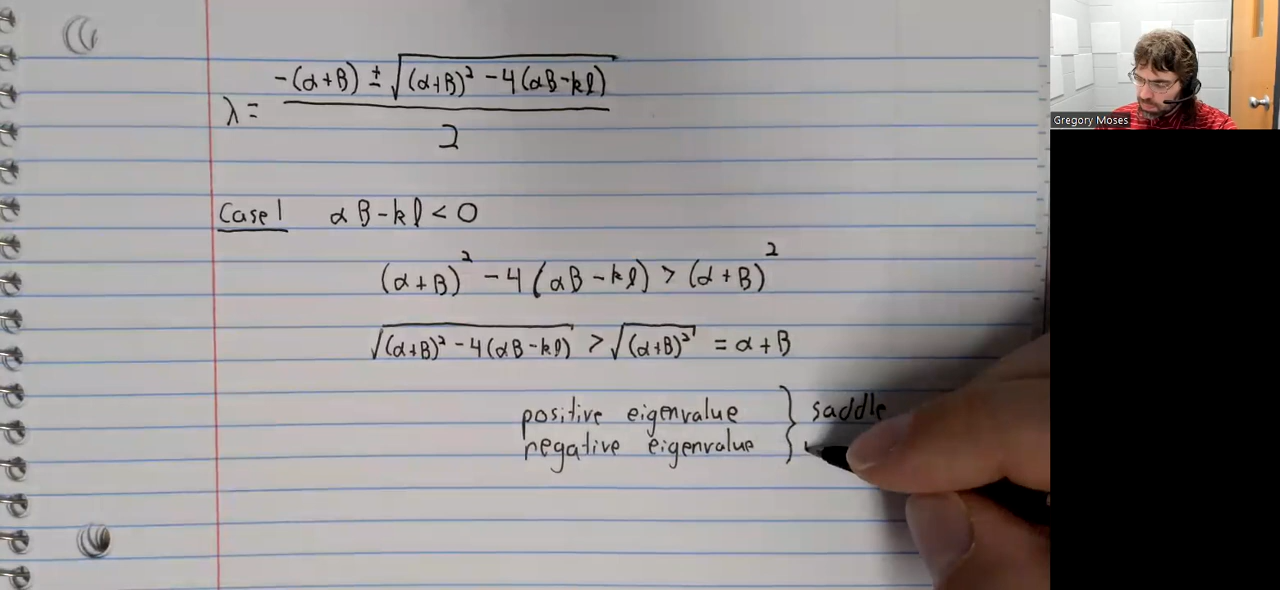 λ = (-(α+β) ± √((α+β)² - 4(αβ-kl))) / 2
Gregory Moses
Case 1 αβ - kl < 0
(α+β)² - 4(αβ - kl) > (α+β)²
√((α+β)² - 4(αβ-kl)) > √((α+β)²) = α+β
positive eigenvalue } saddle
negative eigenvalue